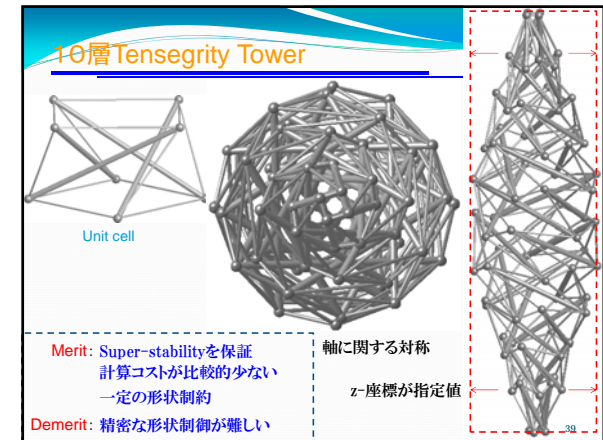 10層Tensegrity Tower
Unit cell
Merit: Super-stabilityを保証
計算コストが比較的少ない
一定の形状制約
Demerit: 精密な形状制御が難しい
軸に関する対称
z-座標が指定値
39